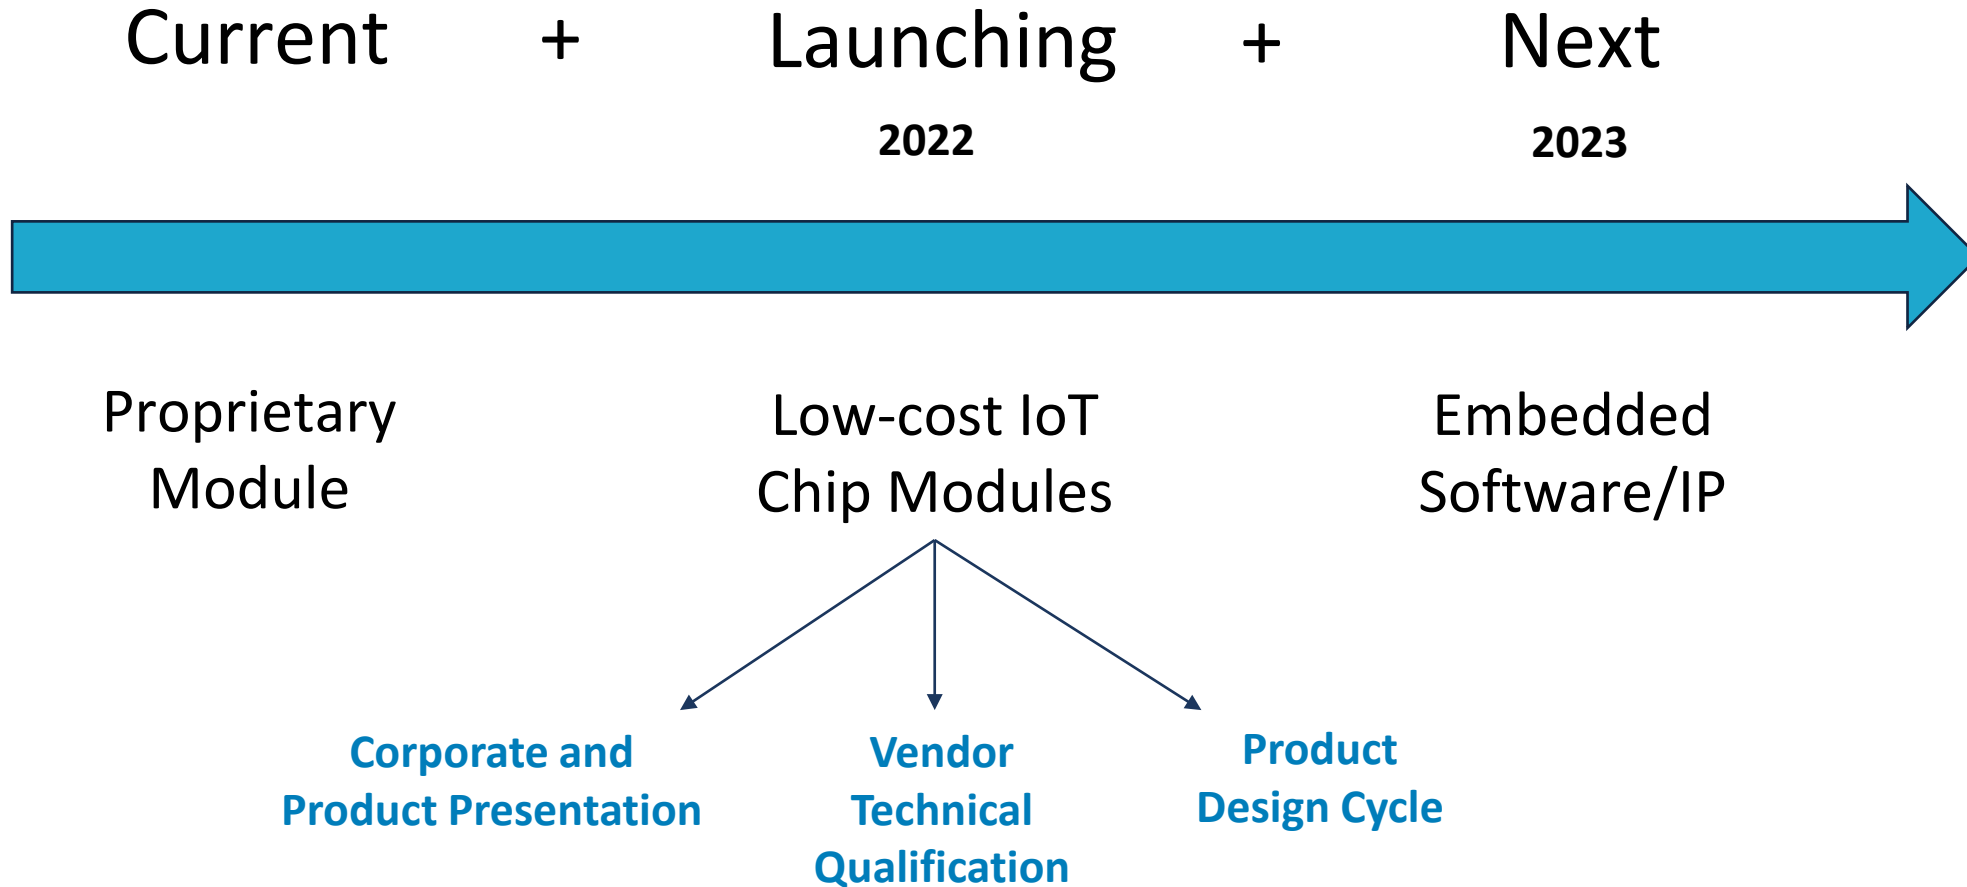 Current + Launching + Next
2022 2023
Proprietary
Module
Low-cost IoT
Chip Modules
Embedded
Software/IP
Corporate and
Product Presentation
Vendor
Technical
Qualification
Product
Design Cycle